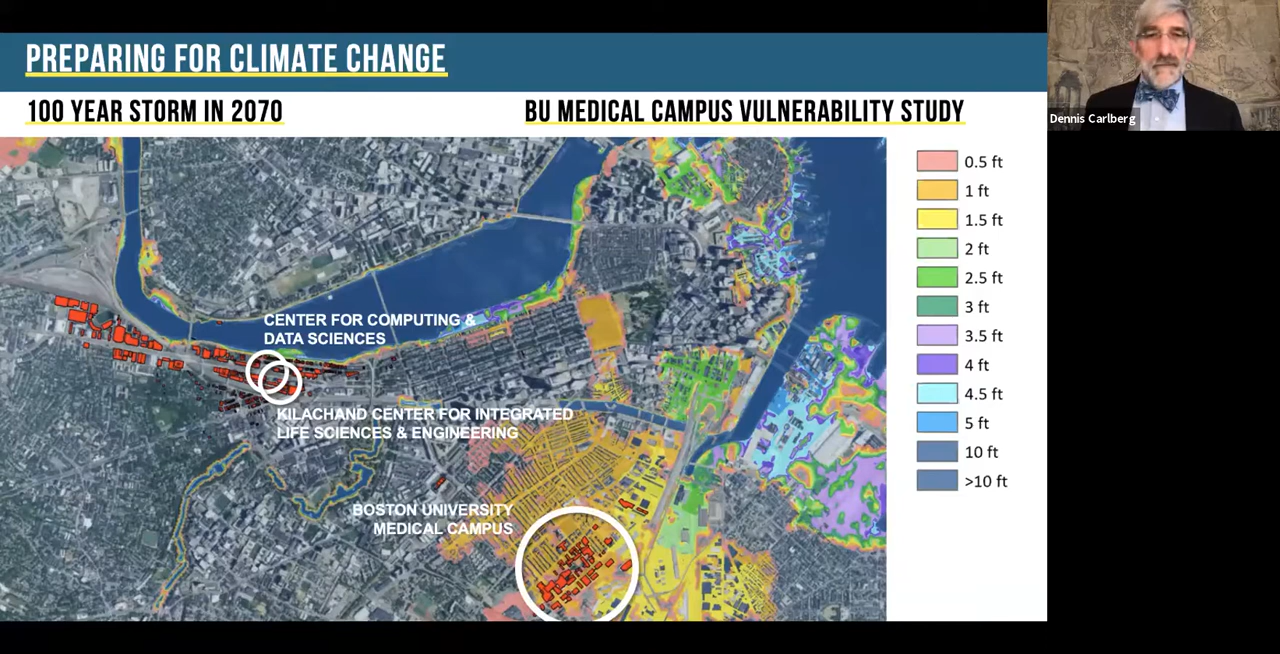 PREPARING FOR CLIMATE CHANGE
100 YEAR STORM IN 2070
BU MEDICAL CAMPUS VULNERABILITY STUDY
Dennis Carlberg
CENTER FOR COMPUTING &
DATA SCIENCES
KILACHAND CENTER FOR INTEGRATED
LIFE SCIENCES & ENGINEERING
BOSTON UNIVERSITY
MEDICAL CAMPUS
0.5 ft
1 ft
1.5 ft
2 ft
2.5 ft
3 ft
3.5 ft
4 ft
4.5 ft
5 ft
10 ft
>10 ft